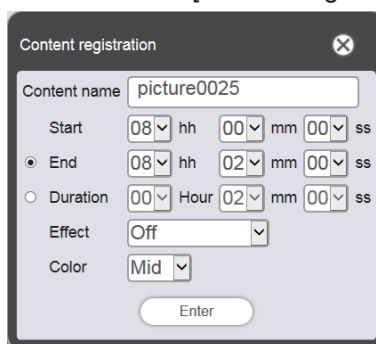 Content registration
Content name picture0025
Start 08 hh 00 mm 00 ss
End 08 hh 02 mm 00 ss
Duration 00 Hour 02 mm 00 ss
Effect Off
Color Mid
Enter